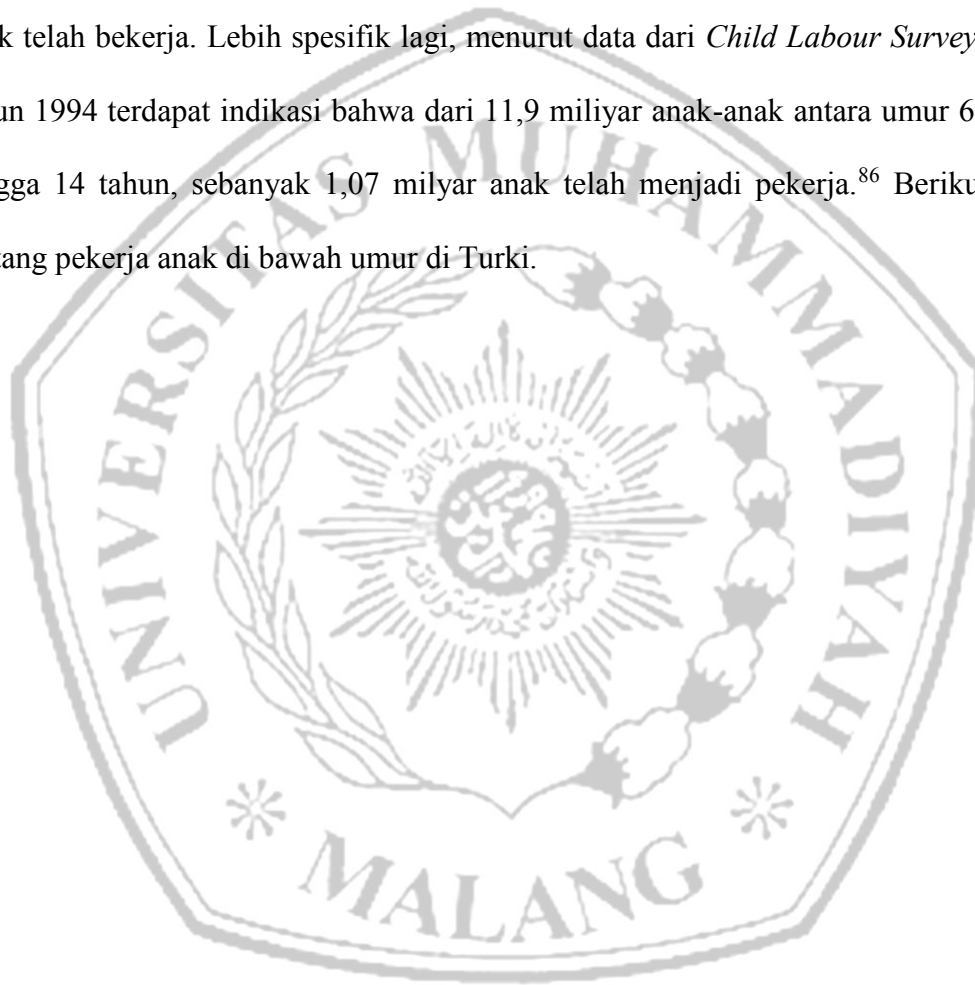 k telah bekerja. Lebih spesifik lagi, menurut data dari Child Labour Survey
un 1994 terdapat indikasi bahwa dari 11,9 miliyar anak-anak antara umur 6
gga 14 tahun, sebanyak 1,07 milyar anak telah menjadi pekerja.86 Beriku
tang pekerja anak di bawah umur di Turki.
UNIVERSITAS MUHAMMADIYAH
MALANG